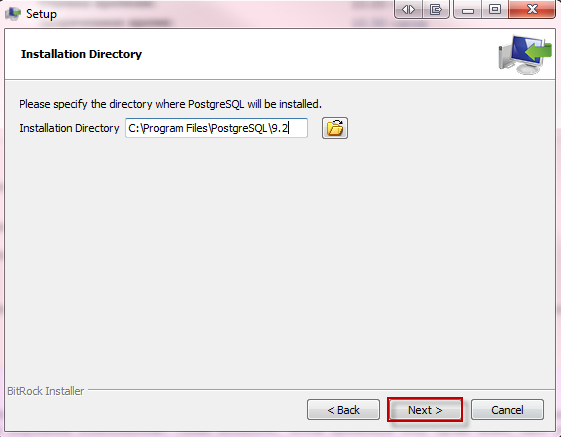 Setup
Installation Directory
Please specify the directory where PostgreSQL will be installed.
Installation Directory C:\Program Files\PostgreSQL\9.2
BitRock Installer
< Back Next > Cancel